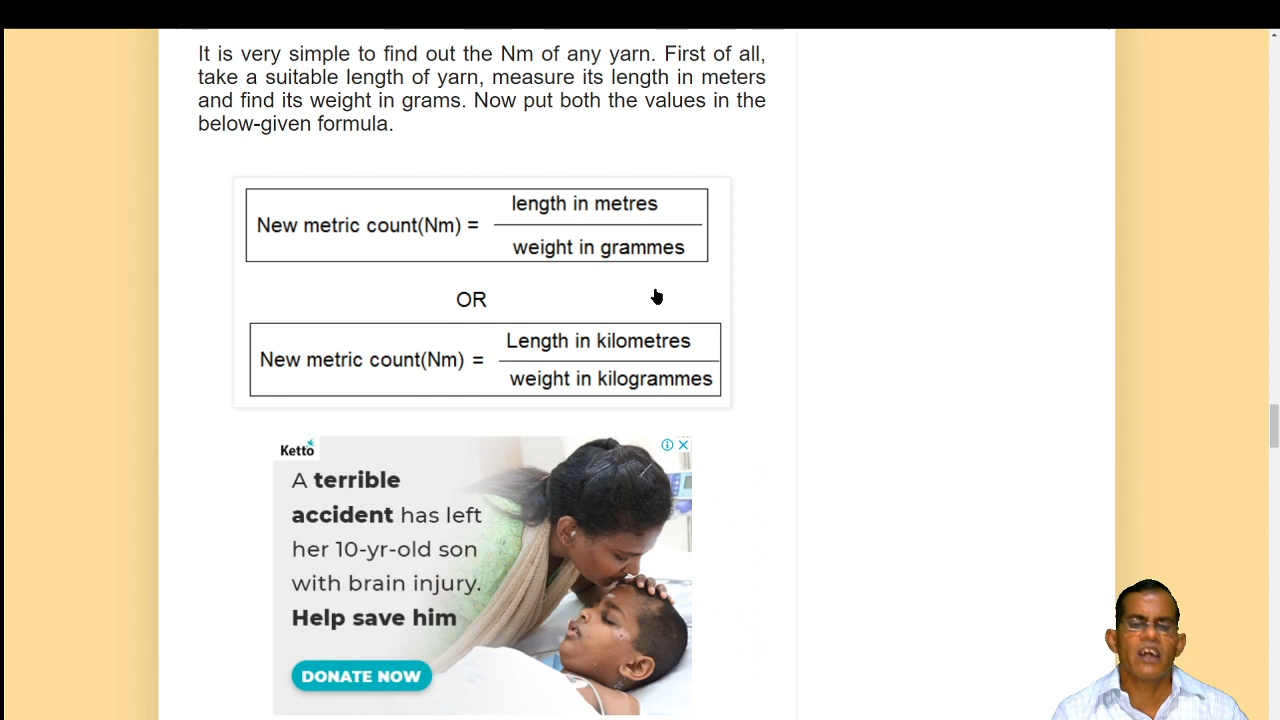 It is very simple to find out the Nm of any yarn. First of all,
take a suitable length of yarn, measure its length in meters
and find its weight in grams. Now put both the values in the
below-given formula.
length in metres
New metric count(Nm) =
weight in grammes
OR
Length in kilometres
New metric count(Nm) =
weight in kilogrammes
Ketto
A terrible
accident has left
her 10-yr-old son
with brain injury.
Help save him
DONATE NOW